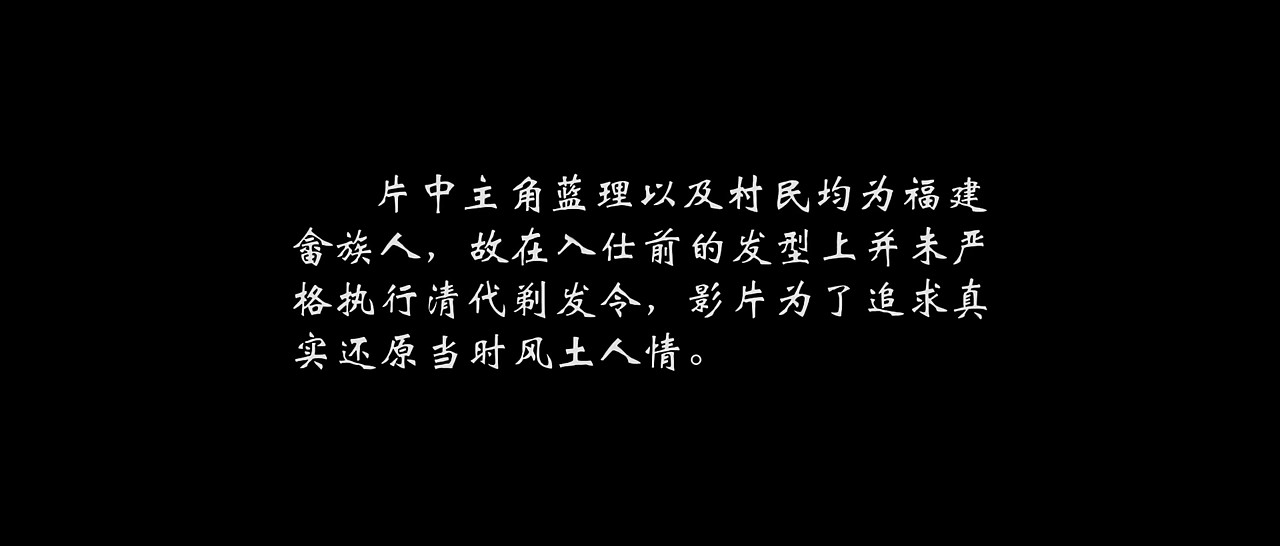 片中主角蓝理以及村民均为福建
畲族人，故在入仕前的发型上并未严
格执行清代剃发令，影片为了追求真
实还原当时风土人情。